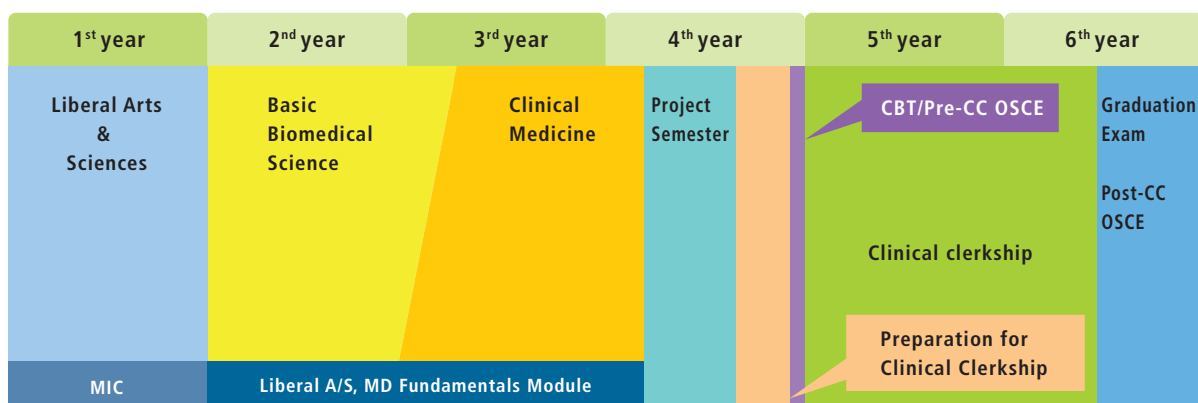 1st year
2nd year
3rd year
4th year
5th year
6th year
Liberal Arts
&
Sciences
Basic
Biomedical
Science
Clinical
Medicine
Project
Semester
CBT/Pre-CC OSCE
Graduation
Exam
Post-CC
OSCE
Clinical clerkship
Preparation for
Clinical Clerkship
MIC
Liberal A/S, MD Fundamentals Module